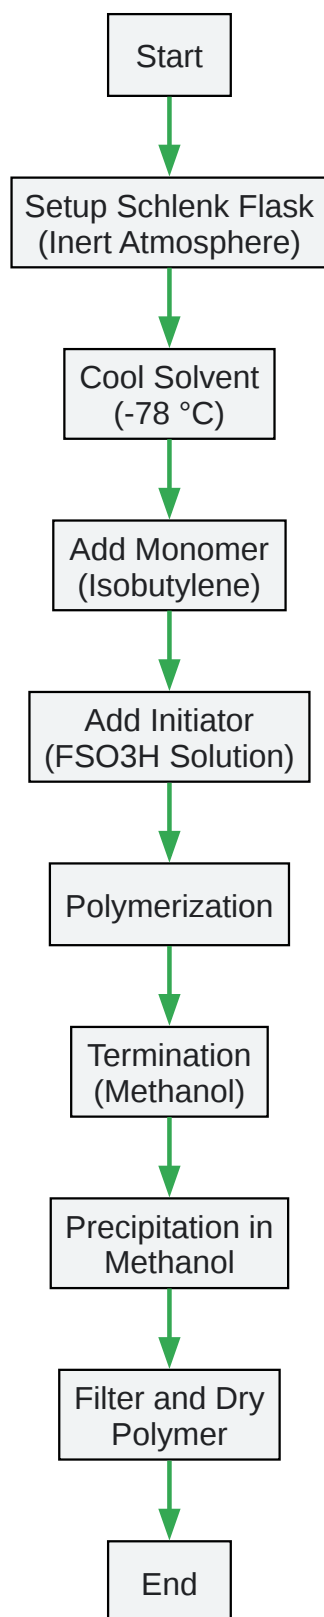 Start
Setup Schlenk Flask
(Inert Atmosphere)
Cool Solvent
(-78 °C)
Add Monomer
(Isobutylene)
Add Initiator
(FSO3H Solution)
Polymerization
Termination
(Methanol)
Precipitation in
Methanol
Filter and Dry
Polymer
End